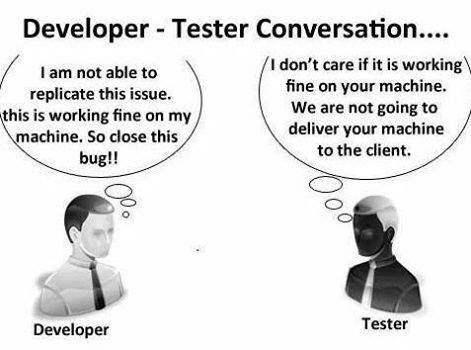 Developer - Tester Conversation....
I am not able to
replicate this issue.
this is working fine on my
machine. So close this
bug!!
I don't care if it is working
fine on your machine.
We are not going to
deliver your machine
to the client.
Developer
Tester